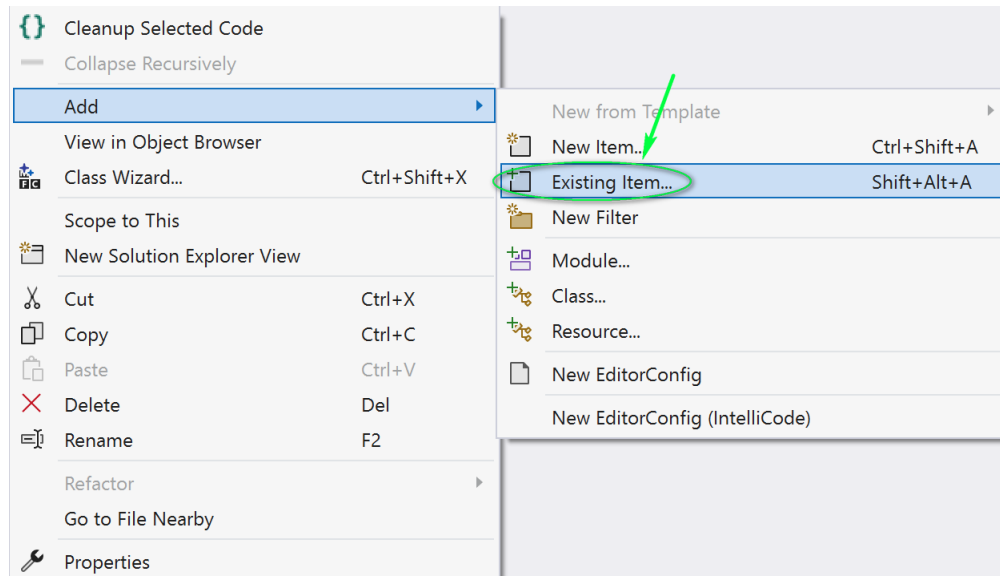 Cleanup Selected Code
Collapse Recursively
Add
View in Object Browser
Class Wizard... Ctrl+Shift+X
Scope to This
New Solution Explorer View
Cut Ctrl+X
Copy Ctrl+C
Paste Ctrl+V
Delete Del
Rename F2
Refactor
Go to File Nearby
Properties
New from Template
New Item... Ctrl+Shift+A
Existing Item... Shift+Alt+A
New Filter
Module...
Class...
Resource...
New EditorConfig
New EditorConfig (IntelliCode)